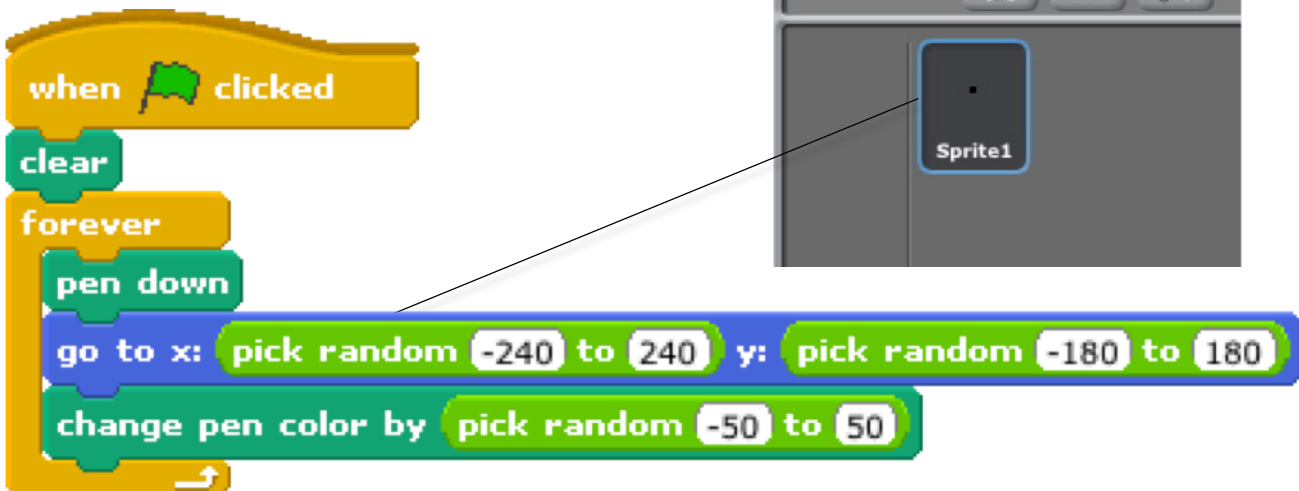 when clicked
clear
forever
pen down
go to x: pick random -240 to 240 y: pick random -180 to 180
change pen color by pick random -50 to 50
Sprite1